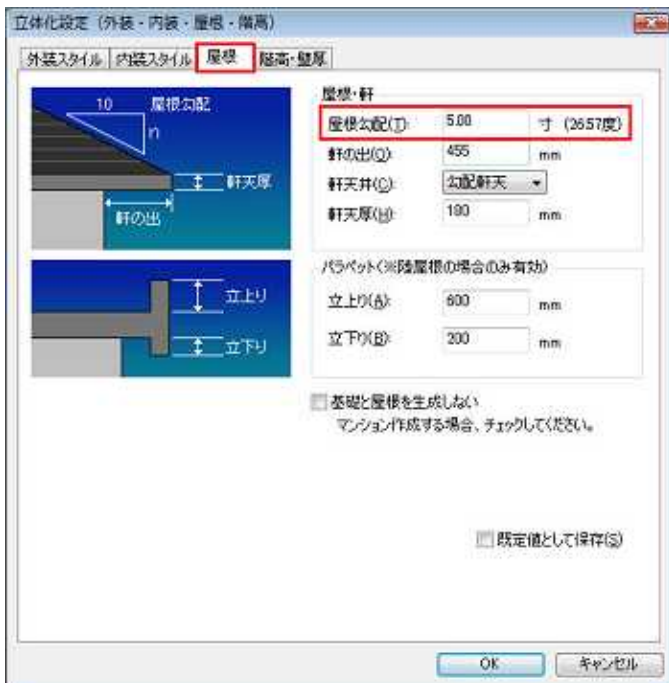 立体化設定（外装・内装・屋根・階高）
外装スタイル 内装スタイル 屋根 階高・壁厚
10 屋根勾配
n
軒天厚
軒の出
立上り
立下り
屋根・軒
屋根勾配(T): 5.00 寸 (26.57度)
軒の出(O): 455 mm
軒天井(C): 勾配軒天
軒天厚(H): 180 mm
パラペット(※陸屋根の場合のみ有効)
立上り(A): 600 mm
立下り(B): 200 mm
基礎と屋根を生成しない
マンション作成する場合、チェックしてください。
既定値として保存(S)
OK キャンセル